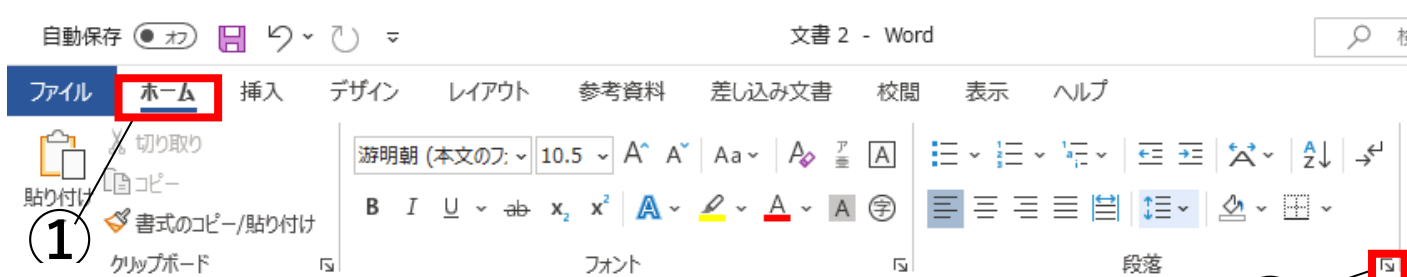 自動保存 オフ 文書 2 - Word
ファイル ホーム 挿入 デザイン レイアウト 参考資料 差し込み文書 校閲 表示 ヘルプ
切り取り
游明朝 (本文のフ: 10.5 A A Aa A ア亜 A
コピー
貼り付け
書式のコピー/貼り付け
B I U ab x₂ x² A A A 字
①
クリップボード フォント 段落